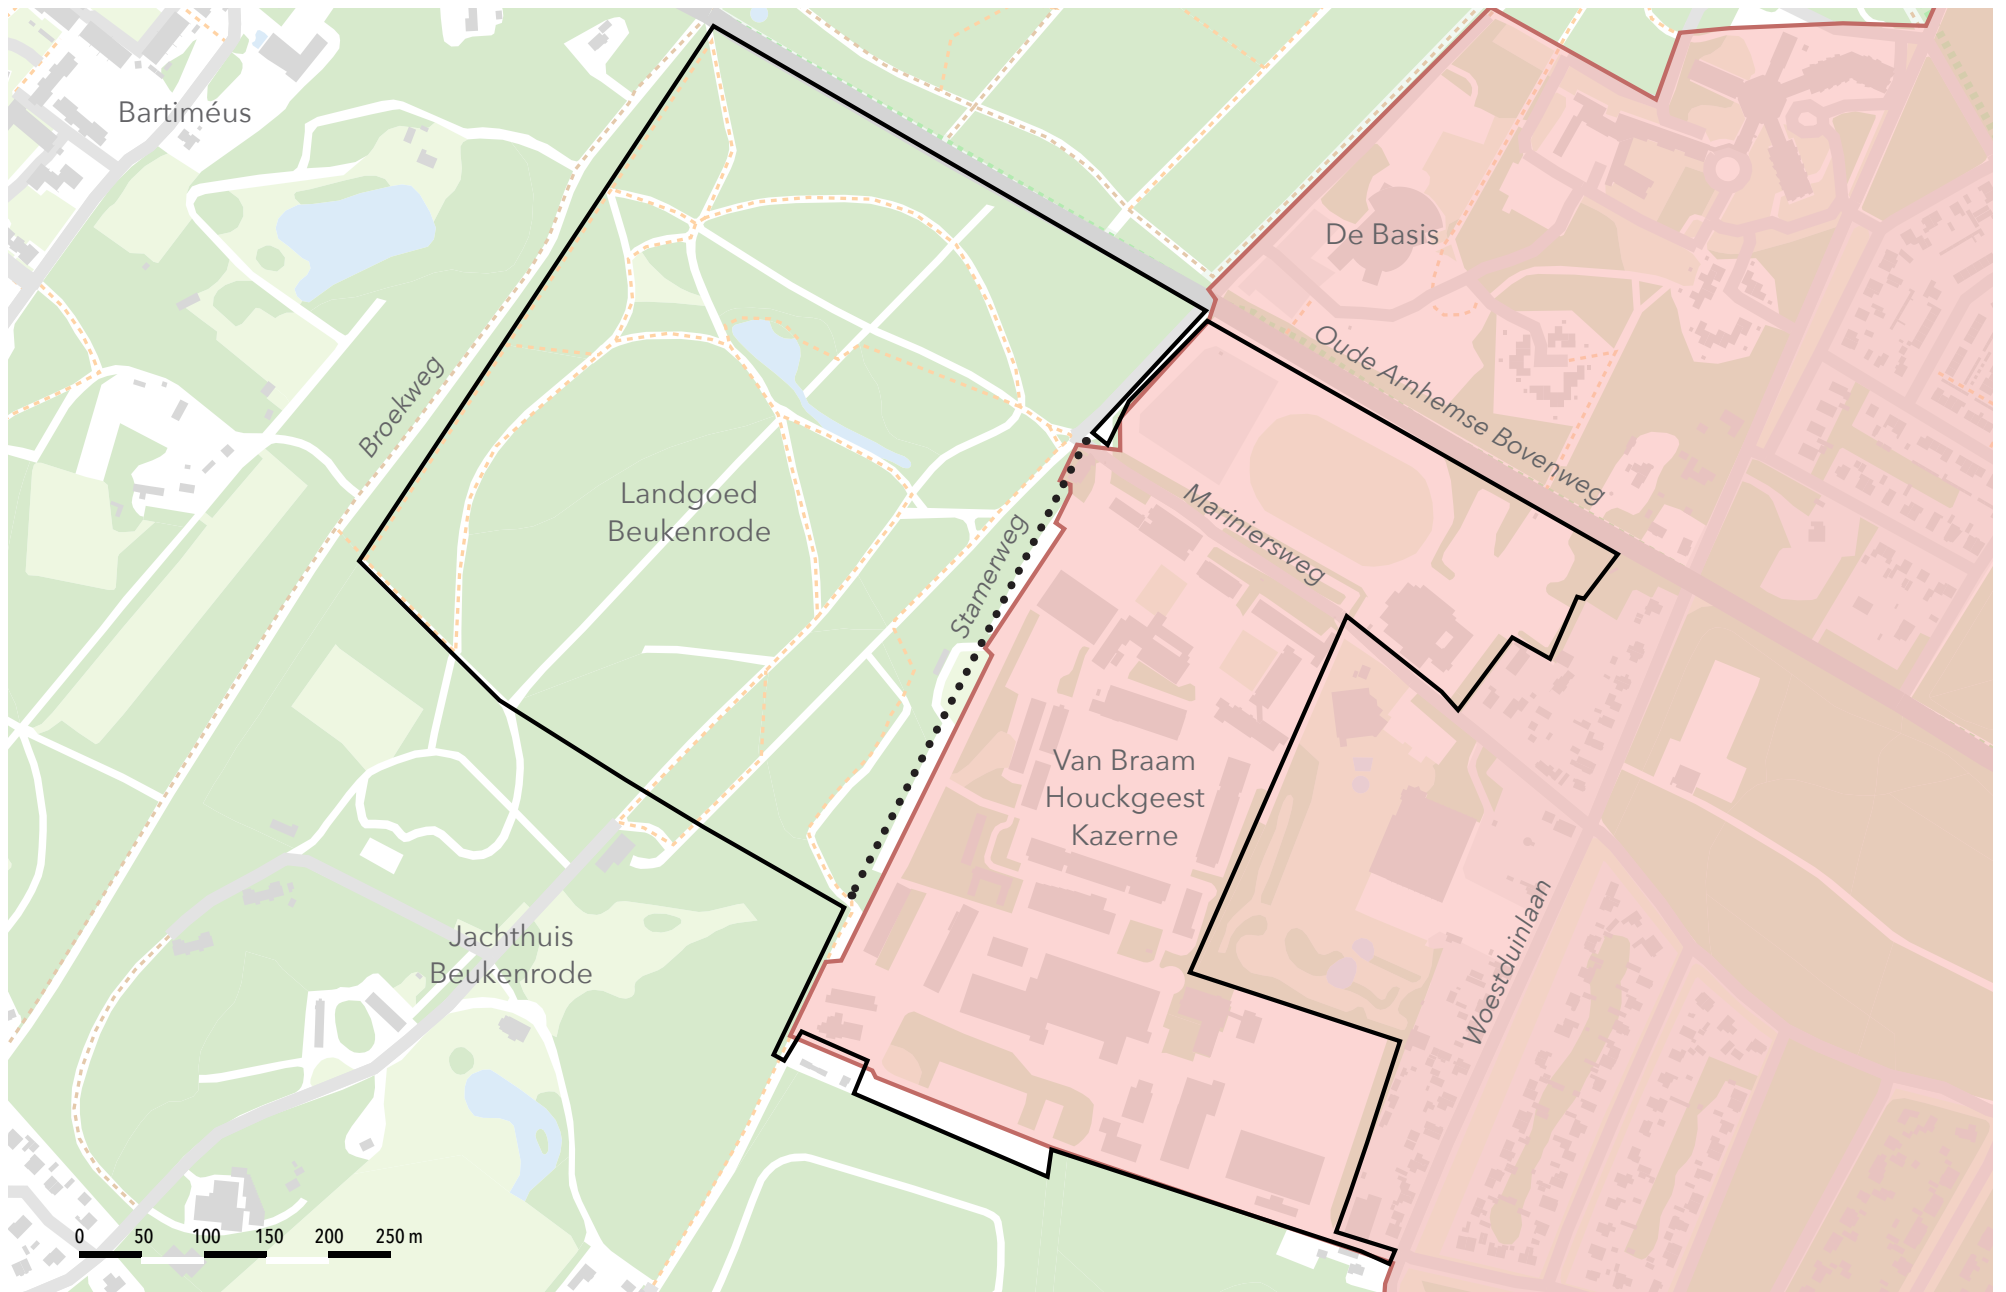 Bartiméus
De Basis
Oude Arnhemse Bovenweg
Broekweg
Landgoed
Beukenrode
Mariniersweg
Stamerweg
Van Braam
Houckgeest
Kazerne
Jachthuis
Beukenrode
Woestduinlaan
0 50 100 150 200 250 m